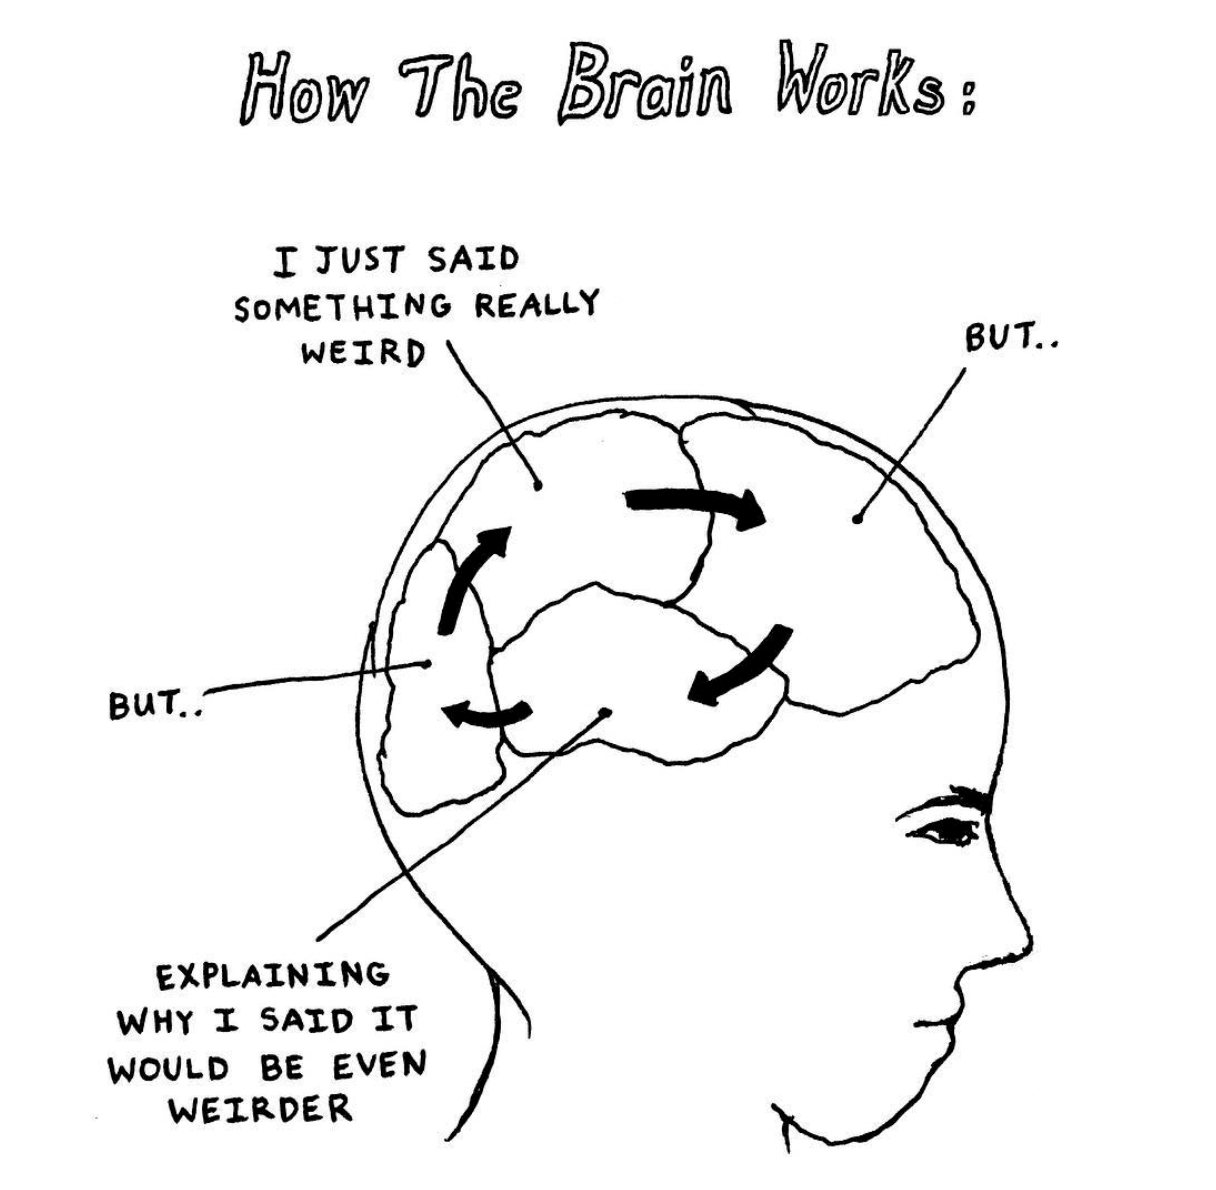 How The Brain Works:
I JUST SAID
SOMETHING REALLY
WEIRD
BUT..
BUT..
EXPLAINING
WHY I SAID IT
WOULD BE EVEN
WEIRDER